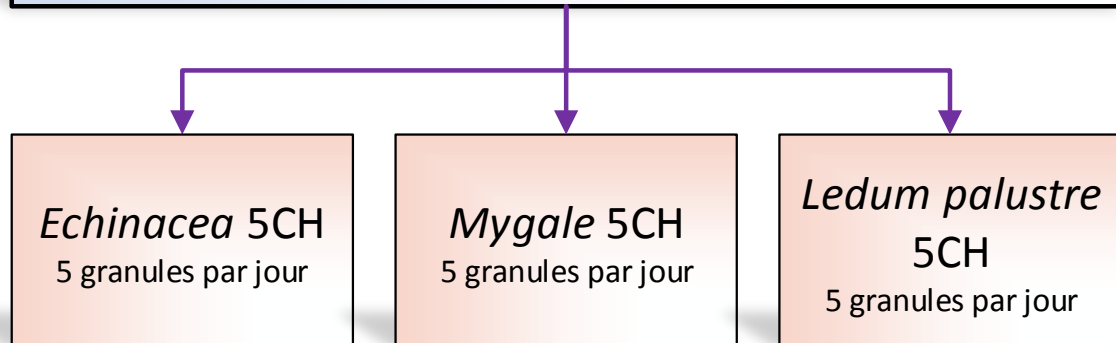 Echinacea 5CH
5 granules par jour
Mygale 5CH
5 granules par jour
Ledum palustre
5CH
5 granules par jour